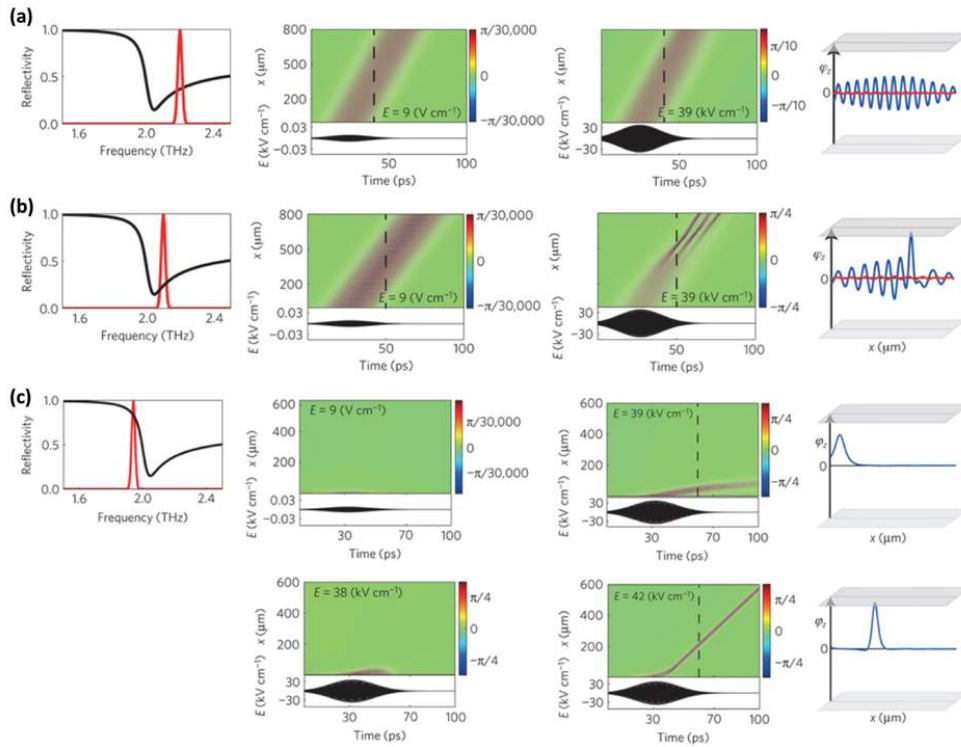 (a)
Reflectivity
1.0
0.5
0.0
1.6
2.0
2.4
Frequency (THz)
x (μm)
800
500
200
E = 9 (V cm⁻¹)
π/30,000
0
−π/30,000
E (kV cm⁻¹)
0.03
−0.03
50
100
Time (ps)
x (μm)
800
500
200
E = 39 (kV cm⁻¹)
π/10
0
−π/10
E (kV cm⁻¹)
30
−30
50
100
Time (ps)
φz
0
(b)
Reflectivity
1.0
0.5
0.0
1.6
2.0
2.4
Frequency (THz)
x (μm)
800
500
200
E = 9 (V cm⁻¹)
π/30,000
0
−π/30,000
E (kV cm⁻¹)
0.03
−0.03
50
100
Time (ps)
x (μm)
800
500
200
E = 39 (kV cm⁻¹)
π/4
0
−π/4
E (kV cm⁻¹)
30
−30
50
100
Time (ps)
φz
0
x (μm)
(c)
Reflectivity
1.0
0.5
0.0
1.6
2.0
2.4
Frequency (THz)
x (μm)
600
400
200
E = 9 (V cm⁻¹)
π/30,000
0
−π/30,000
E (kV cm⁻¹)
0.03
−0.03
30
70
100
Time (ps)
x (μm)
600
400
200
E = 39 (kV cm⁻¹)
π/4
0
−π/4
E (kV cm⁻¹)
30
−30
30
70
100
Time (ps)
φz
0
x (μm)
x (μm)
600
400
200
E = 38 (kV cm⁻¹)
π/4
0
−π/4
E (kV cm⁻¹)
30
−30
30
70
100
Time (ps)
x (μm)
600
400
200
E = 42 (kV cm⁻¹)
π/4
0
−π/4
E (kV cm⁻¹)
30
−30
30
70
100
Time (ps)
φz
0
x (μm)